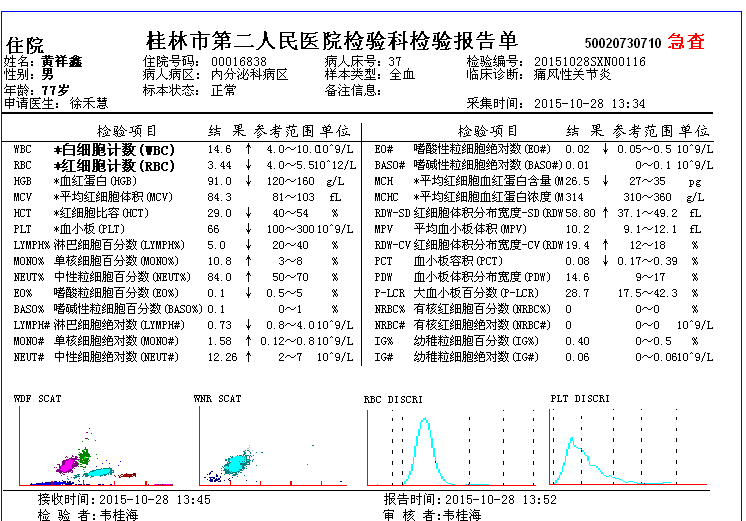 住院 桂林市第二人民医院检验科检验报告单 50020730710 急查
姓名: 黄祥鑫 住院号码: 00016838 病人床号: 37 检验编号: 20151028SXN00116
性别: 男 病人病区: 内分泌科病区 样本类型: 全血 临床诊断: 痛风性关节炎
年龄: 77岁 标本状态: 正常 备注信息:
申请医生: 徐禾慧 采集时间: 2015-10-28 13:34
检验项目 结 果 参考范围 单位 检验项目 结 果 参考范围 单位
WBC *白细胞计数(WBC) 14.6 ↑ 4.0~10.0 10^9/L EO# 嗜酸性粒细胞绝对数(EO#) 0.02 ↓ 0.05~0.5 10^9/L
RBC *红细胞计数(RBC) 3.44 ↓ 4.0~5.5 10^12/L BASO# 嗜碱性粒细胞绝对数(BASO#) 0.01 0~0.1 10^9/L
HGB *血红蛋白(HGB) 91.0 ↓ 120~160 g/L MCH *平均红细胞血红蛋白含量(M 26.5 ↓ 27~35 pg
MCV *平均红细胞体积(MCV) 84.3 81~103 fL MCHC *平均红细胞血红蛋白浓度(M 314 310~360 g/L
HCT *红细胞比容(HCT) 29.0 ↓ 40~54 % RDW-SD 红细胞体积分布宽度-SD(RDW 58.80 ↑ 37.1~49.2 fL
PLT *血小板(PLT) 66 ↓ 100~300 10^9/L MPV 平均血小板体积(MPV) 10.2 9.1~12.1 fL
LYMPH% 淋巴细胞百分数(LYMPH%) 5.0 ↓ 20~40 % RDW-CV 红细胞体积分布宽度-CV(RDW 19.4 ↑ 12~18 %
MONO% 单核细胞百分数(MONO%) 10.8 ↑ 3~8 % PCT 血小板容积(PCT) 0.08 ↓ 0.17~0.39 %
NEUT% 中性粒细胞百分数(NEUT%) 84.0 ↑ 50~70 % PDW 血小板体积分布宽度(PDW) 14.6 9~17 %
EO% 嗜酸粒细胞百分数(EO%) 0.1 ↓ 0.5~5 % P-LCR 大血小板百分数(P-LCR) 28.7 17.5~42.3 %
BASO% 嗜碱性粒细胞百分数(BASO%) 0.1 0~1 % NRBC% 有核红细胞百分数(NRBC%) 0 0~0 %
LYMPH# 淋巴细胞绝对数(LYMPH#) 0.73 ↓ 0.8~4.0 10^9/L NRBC# 有核红细胞绝对数(NRBC#) 0 0~0 10^9/L
MONO# 单核细胞绝对数(MONO#) 1.58 ↑ 0.12~0.8 10^9/L IG% 幼稚粒细胞百分数(IG%) 0.40 0~0.5 %
NEUT# 中性细胞绝对数(NEUT#) 12.26 ↑ 2~7 10^9/L IG# 幼稚粒细胞绝对数(IG#) 0.06 0~0.06 10^9/L
WDF SCAT WNR SCAT RBC DISCRI PLT DISCRI
接收时间: 2015-10-28 13:45 报告时间: 2015-10-28 13:52
检 验 者: 韦桂海 审 核 者: 韦桂海